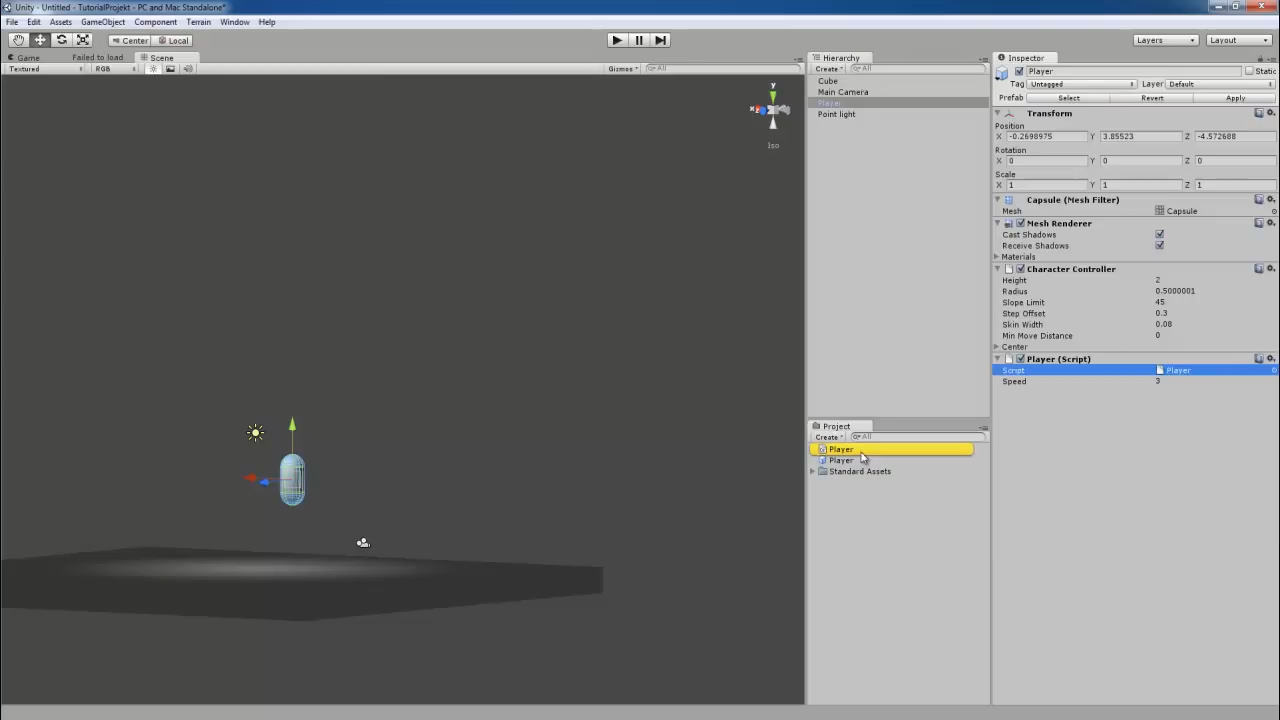 Unity - Untitled - TutorialProjekt - PC and Mac Standalone*
File Edit Assets GameObject Component Terrain Window Help
Center Local
Layers Layout
Game Failed to load Scene
Textured RGB Gizmos All
y
x
Iso
Hierarchy
Create All
Cube
Main Camera
Player
Point light
Project
Create All
Player
Player
Standard Assets
Inspector
Player Static
Tag Untagged Layer Default
Prefab Select Revert Apply
Transform
Position
X -0.2698975 Y 3.85523 Z -4.572688
Rotation
X 0 Y 0 Z 0
Scale
X 1 Y 1 Z 1
Capsule (Mesh Filter)
Mesh Capsule
Mesh Renderer
Cast Shadows
Receive Shadows
Materials
Character Controller
Height 2
Radius 0.5000001
Slope Limit 45
Step Offset 0.3
Skin Width 0.08
Min Move Distance 0
Center
Player (Script)
Script Player
Speed 3